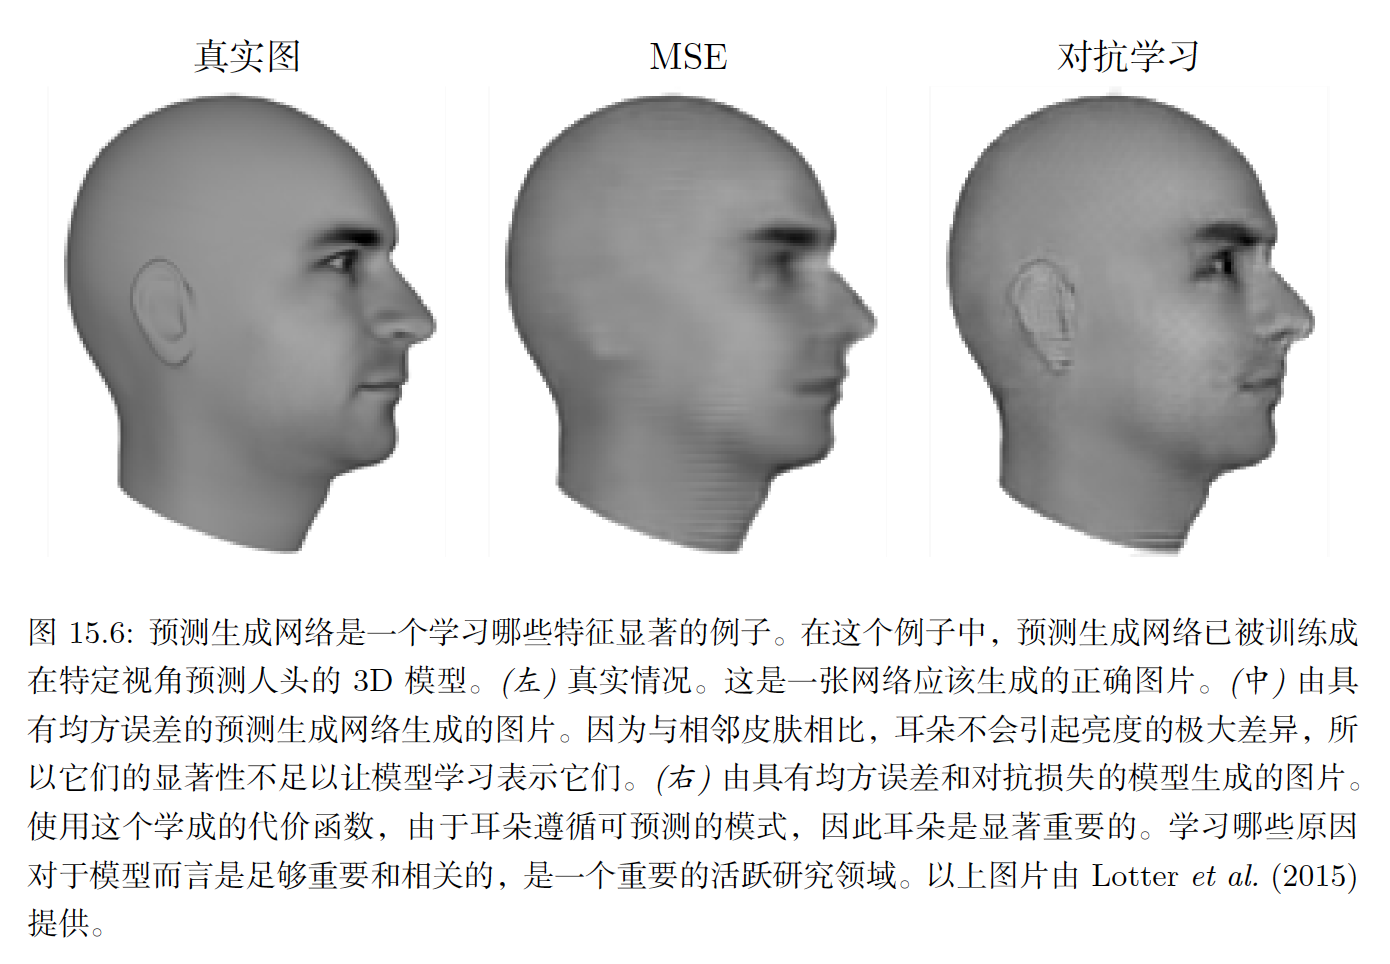 真实图
MSE
对抗学习
图 15.6: 预测生成网络是一个学习哪些特征显著的例子。在这个例子中，预测生成网络已被训练成
在特定视角预测人头的 3D 模型。(左) 真实情况。这是一张网络应该生成的正确图片。(中) 由具
有均方误差的预测生成网络生成的图片。因为与相邻皮肤相比，耳朵不会引起亮度的极大差异，所
以它们的显著性不足以让模型学习表示它们。(右) 由具有均方误差和对抗损失的模型生成的图片。
使用这个学成的代价函数，由于耳朵遵循可预测的模式，因此耳朵是显著重要的。学习哪些原因
对于模型而言是足够重要和相关的，是一个重要的活跃研究领域。以上图片由 Lotter et al. (2015)
提供。